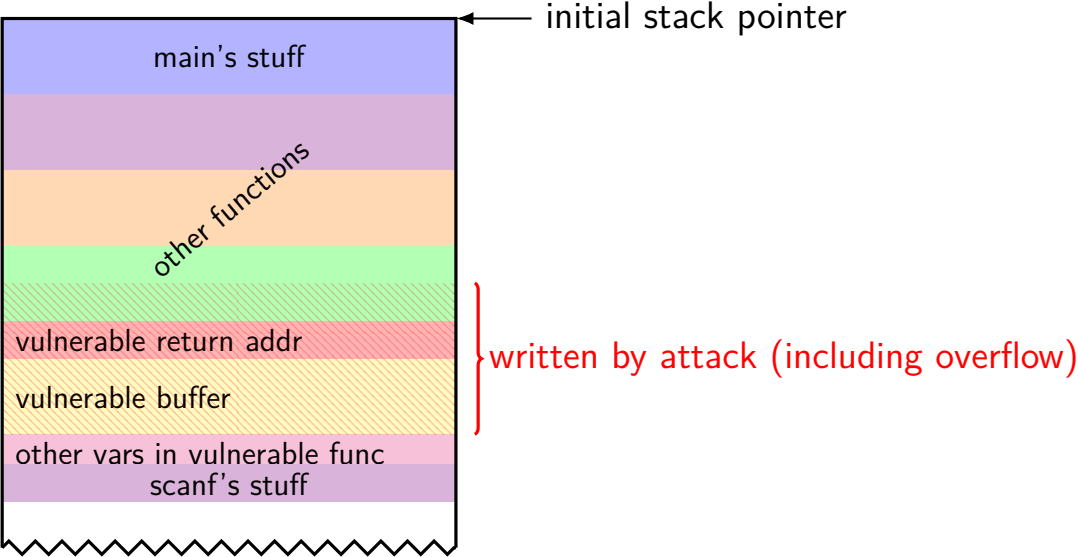 initial stack pointer
main's stuff
other functions
vulnerable return addr
written by attack (including overflow)
vulnerable buffer
other vars in vulnerable func
scanf's stuff